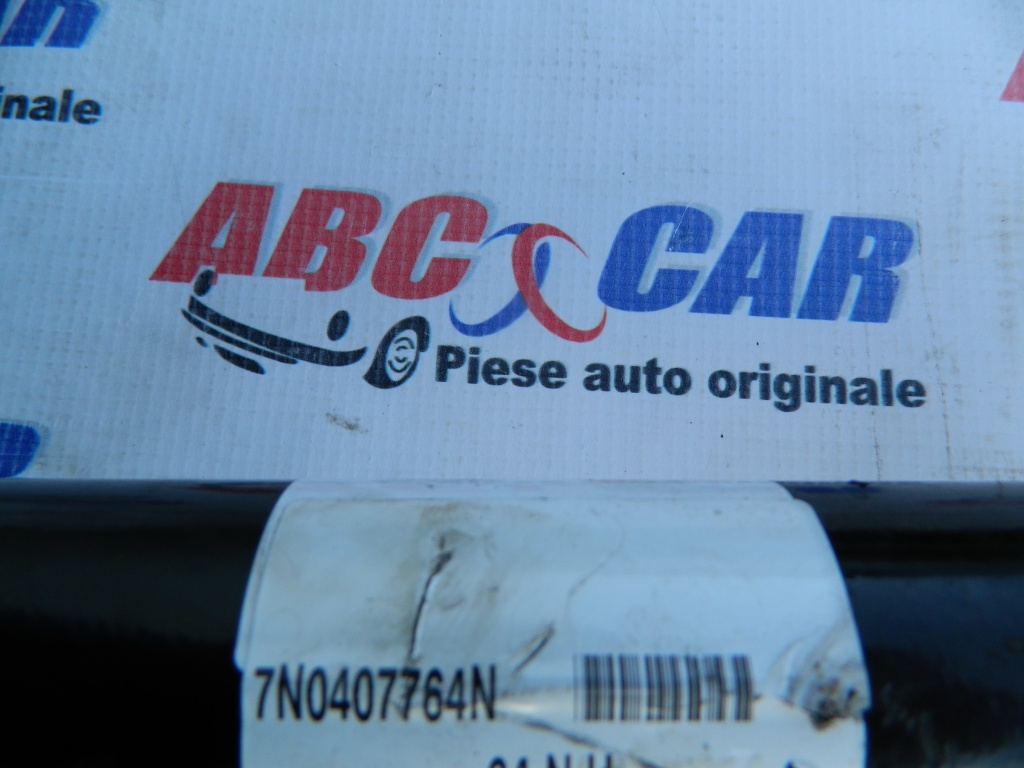 inale
ABC CAR
Piese auto originale
7N0407764N